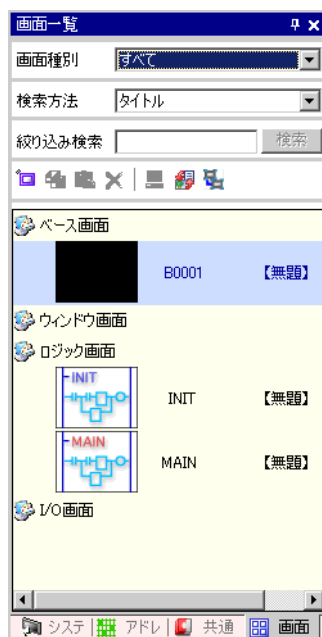 画面一覧
画面種別 すべて
検索方法 タイトル
絞り込み検索 検索
ベース画面
B0001 【無題】
ウィンドウ画面
ロジック画面
INIT
INIT 【無題】
MAIN
MAIN 【無題】
I/O画面
システ アドレ 共通 画面